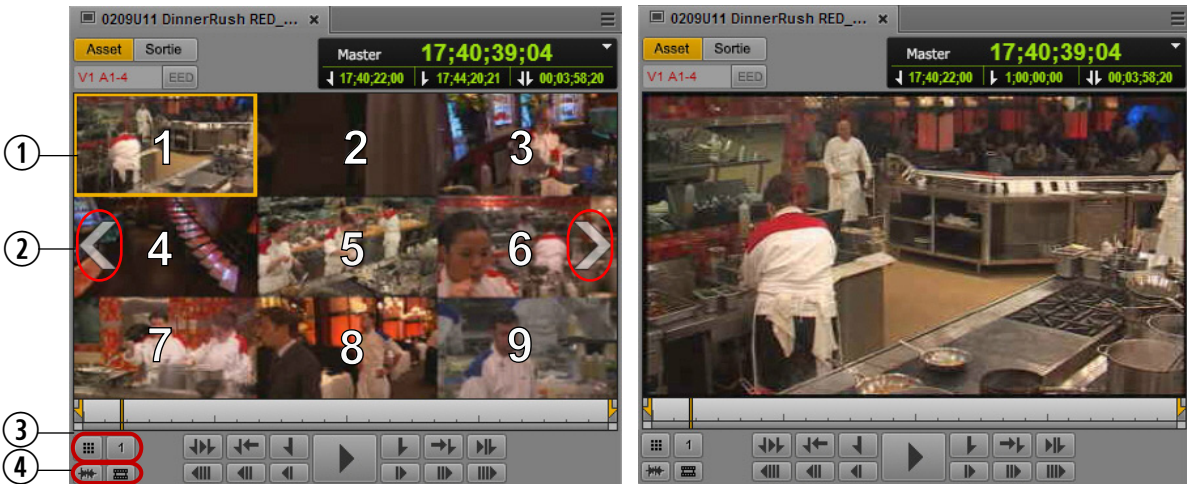 0209U11 DinnerRush RED_... x
Asset Sortie
Master 17;40;39;04
V1 A1-4 EED
17;40;22;00 17;44;20;21 00;03;58;20
1 2 3
4 5 6
7 8 9
1
1
2
3
4
0209U11 DinnerRush RED_... x
Asset Sortie
Master 17;40;39;04
V1 A1-4 EED
17;40;22;00 1;00;00;00 00;03;58;20
1